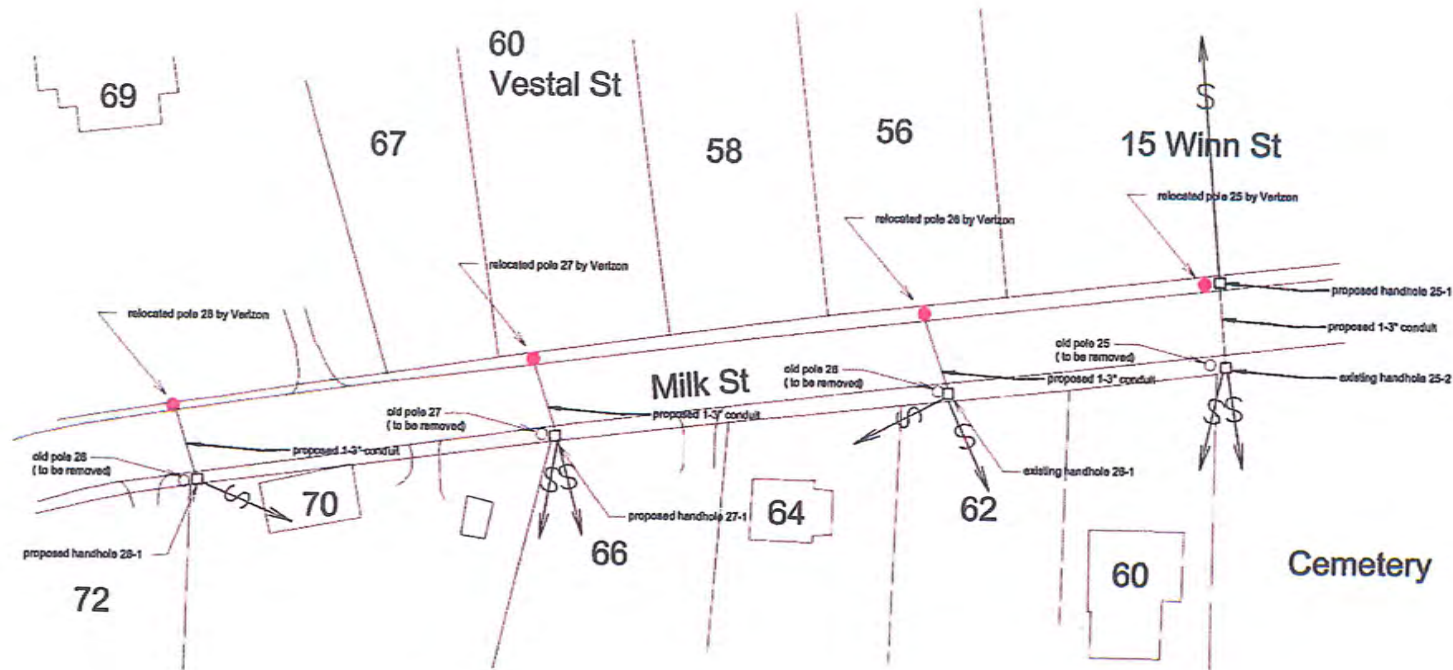 60
Vestal St
69
67
58
56
15 Winn St
S
relocated pole 25 by Verizon
relocated pole 26 by Verizon
relocated pole 27 by Verizon
relocated pole 28 by Verizon
proposed handhole 25-1
proposed 1-3" conduit
old pole 25
( to be removed)
existing handhole 25-2
Milk St
old pole 26
( to be removed)
proposed 1-3" conduit
old pole 27
( to be removed)
proposed 1-3" conduit
S
S
SS
old pole 28
( to be removed)
proposed 1-3" conduit
S
SS
70
64
existing handhole 26-1
62
proposed handhole 27-1
66
proposed handhole 28-1
72
60
Cemetery